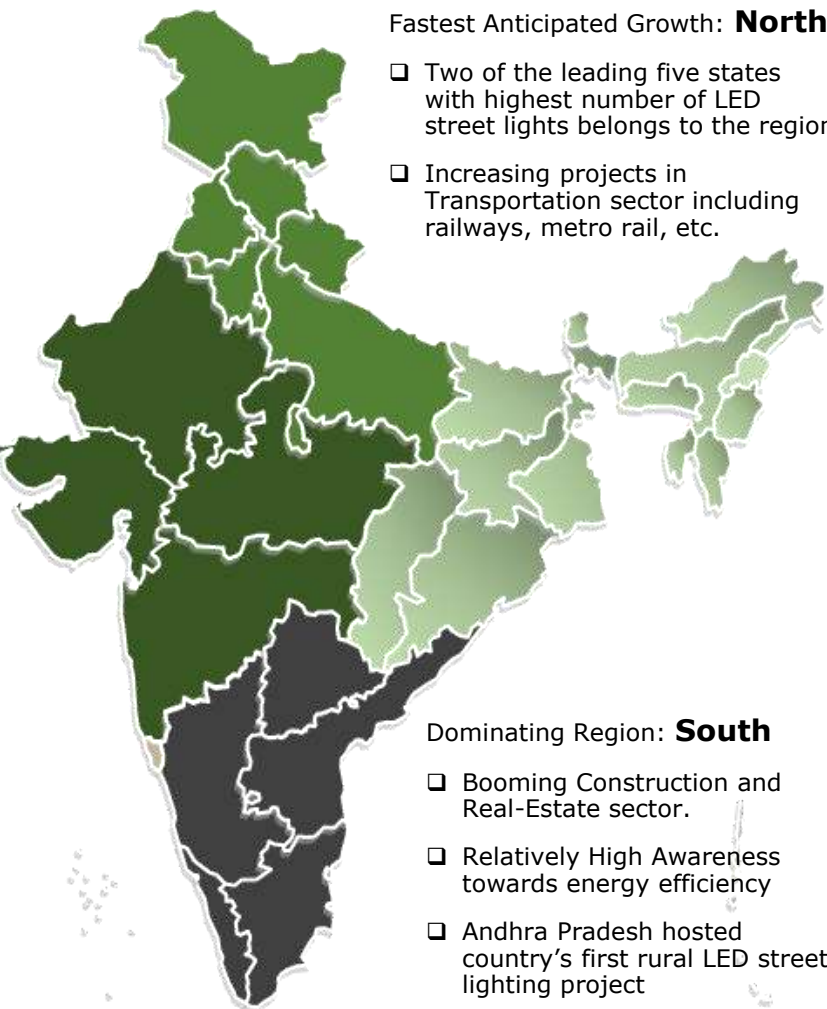 Fastest Anticipated Growth: North
❑ Two of the leading five states
with highest number of LED
street lights belongs to the region
❑ Increasing projects in
Transportation sector including
railways, metro rail, etc.
Dominating Region: South
❑ Booming Construction and
Real-Estate sector.
❑ Relatively High Awareness
towards energy efficiency
❑ Andhra Pradesh hosted
country’s first rural LED street
lighting project